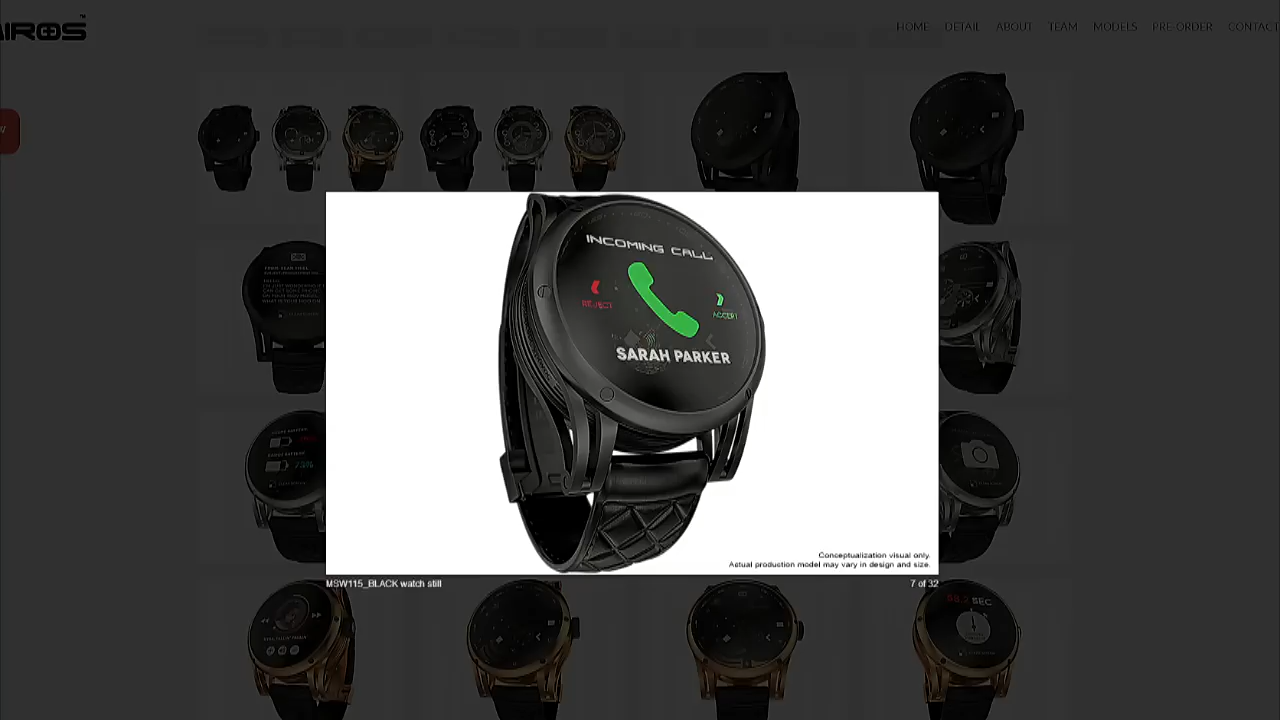 HOME DETAIL ABOUT TEAM MODELS PRE ORDER CONTACT
INCOMING CALL
REJECT
ACCEPT
SARAH PARKER
Conceptualization visual only.
Actual production model may vary in design and size.
MSW115_BLACK watch still
7 of 32
SEC